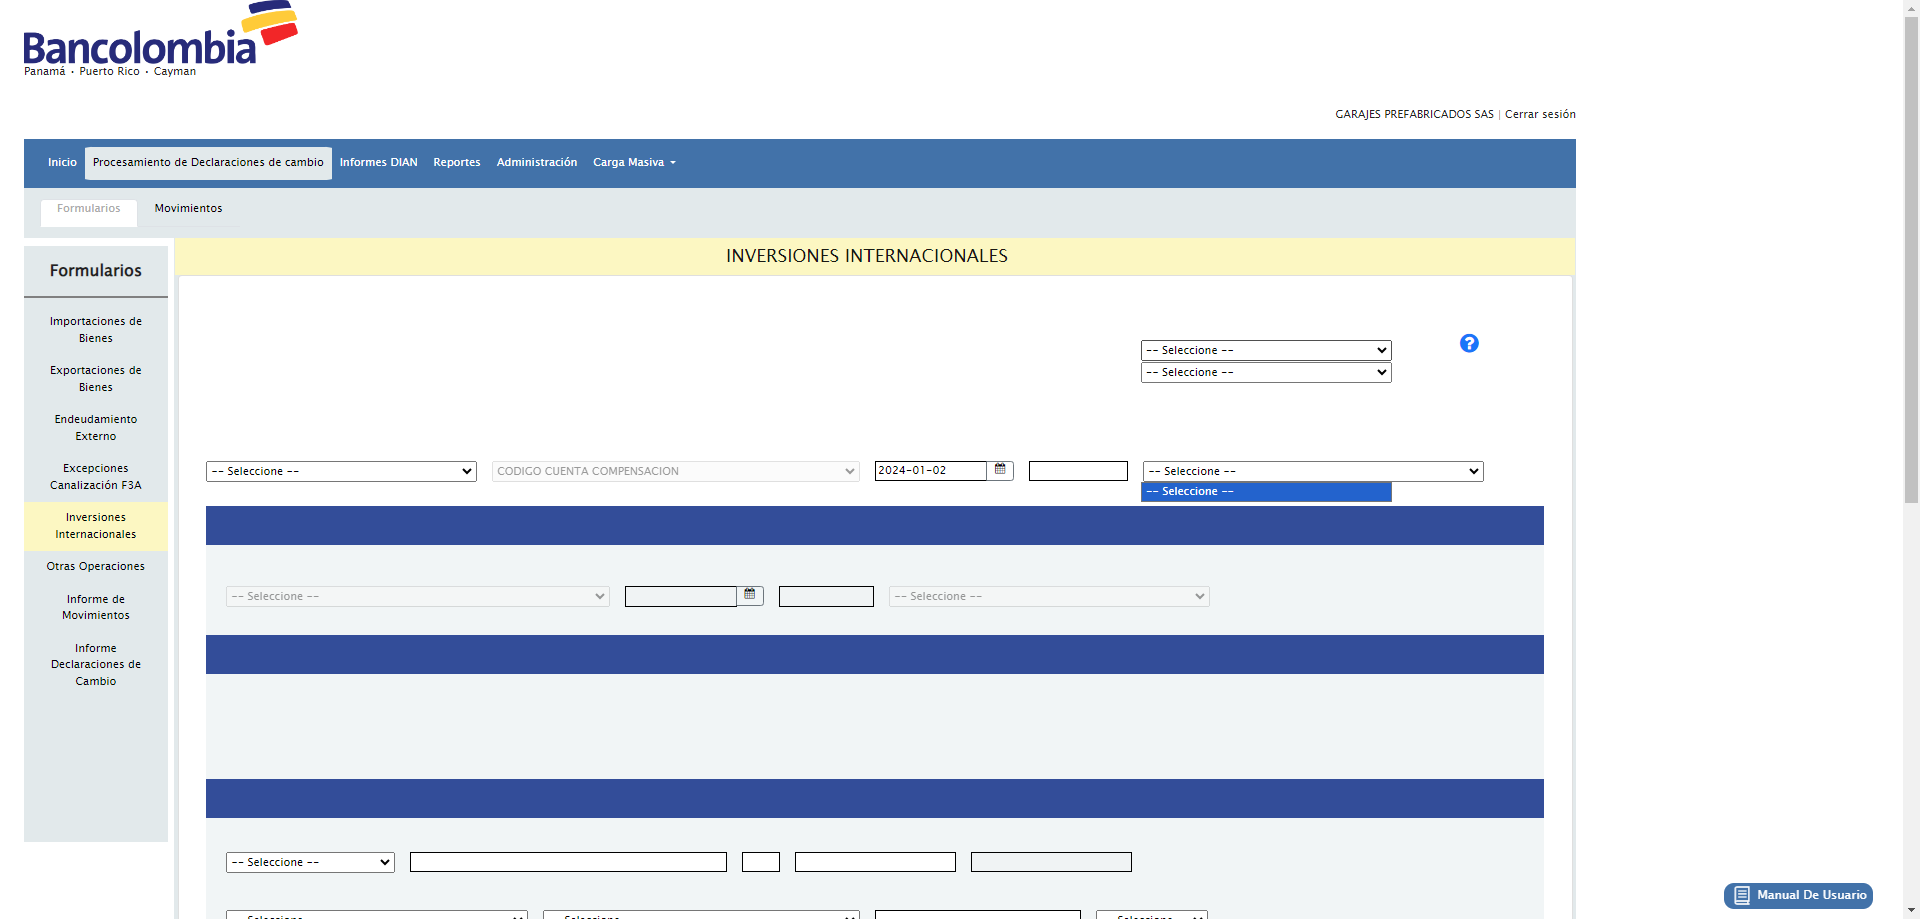 Bancolombia
Panamá • Puerto Rico • Cayman
GARAJES PREFABRICADOS SAS | Cerrar sesión
Inicio Procesamiento de Declaraciones de cambio Informes DIAN Reportes Administración Carga Masiva
Formularios Movimientos
INVERSIONES INTERNACIONALES
Formularios
Importaciones de
Bienes
Exportaciones de
Bienes
Endeudamiento
Externo
Excepciones
Canalización F3A
Inversiones
Internacionales
Otras Operaciones
Informe de
Movimientos
Informe
Declaraciones de
Cambio
-- Seleccione --
?
-- Seleccione --
-- Seleccione -- CODIGO CUENTA COMPENSACION 2024-01-02 -- Seleccione --
-- Seleccione --
-- Seleccione -- -- Seleccione --
-- Seleccione --
Manual De Usuario
-- Seleccione -- -- Seleccione -- -- Seleccione --